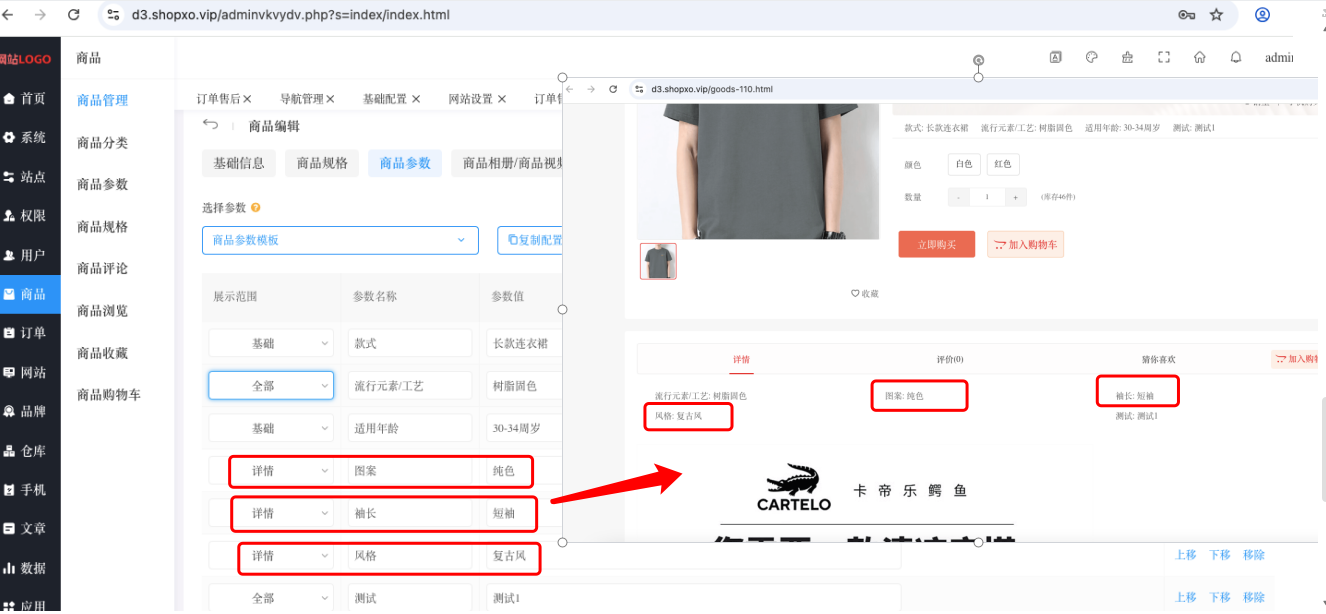 d3.shopxo.vip/adminvkvydv.php?s=index/index.html
网站LOGO
商品
admin
首页
系统
站点
权限
用户
商品
订单
网站
品牌
仓库
手机
文章
数据
应用
商品管理
商品分类
商品参数
商品规格
商品评论
商品浏览
商品收藏
商品购物车
订单售后 × 导航管理 × 基础配置 × 网站设置 × 订单
商品编辑
基础信息 商品规格 商品参数 商品相册/商品视频
选择参数
商品参数模板
复制配置
展示范围 参数名称 参数值
基础 款式 长款连衣裙
全部 流行元素/工艺 树脂固色
基础 适用年龄 30-34周岁
详情 图案 纯色
详情 袖长 短袖
详情 风格 复古风
上移 下移 移除
全部 测试 测试1
上移 下移 移除
d3.shopxo.vip/goods-110.html
款式: 长款连衣裙 流行元素/工艺: 树脂固色 适用年龄: 30-34周岁 测试: 测试1
颜色 白色 红色
数量 - 1 + (库存46件)
立即购买 加入购物车
收藏
详情 评价(0) 猜你喜欢 加入购物
流行元素/工艺: 树脂固色 图案: 纯色 袖长: 短袖
风格: 复古风 测试: 测试1
CARTELO
卡帝乐鳄鱼